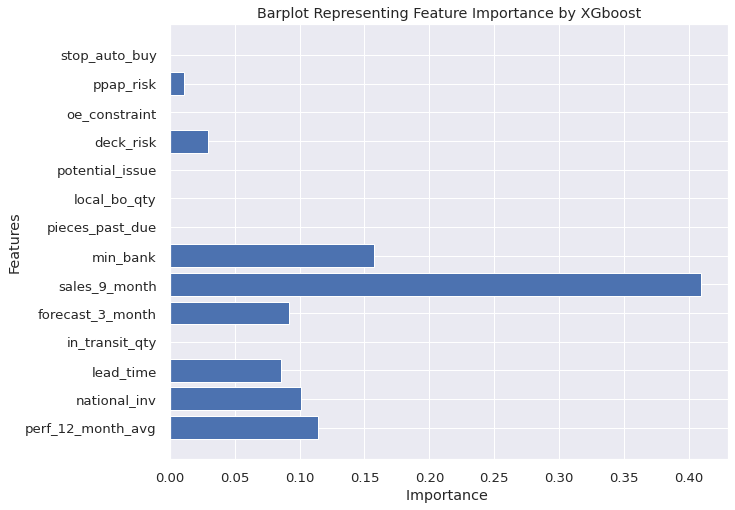 Barplot Representing Feature Importance by XGboost
stop_auto_buy
ppap_risk
oe_constraint
deck_risk
potential_issue
local_bo_qty
pieces_past_due
min_bank
sales_9_month
forecast_3_month
in_transit_qty
lead_time
national_inv
perf_12_month_avg
Features
0.00 0.05 0.10 0.15 0.20 0.25 0.30 0.35 0.40
Importance